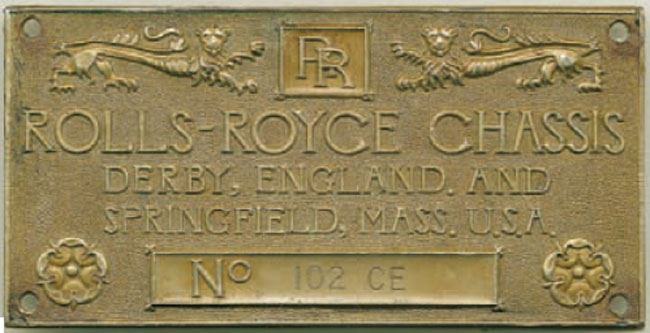 RR
ROLLS-ROYCE CHASSIS
DERBY, ENGLAND. AND
SPRINGFIELD, MASS. U.S.A.
No 102 CE